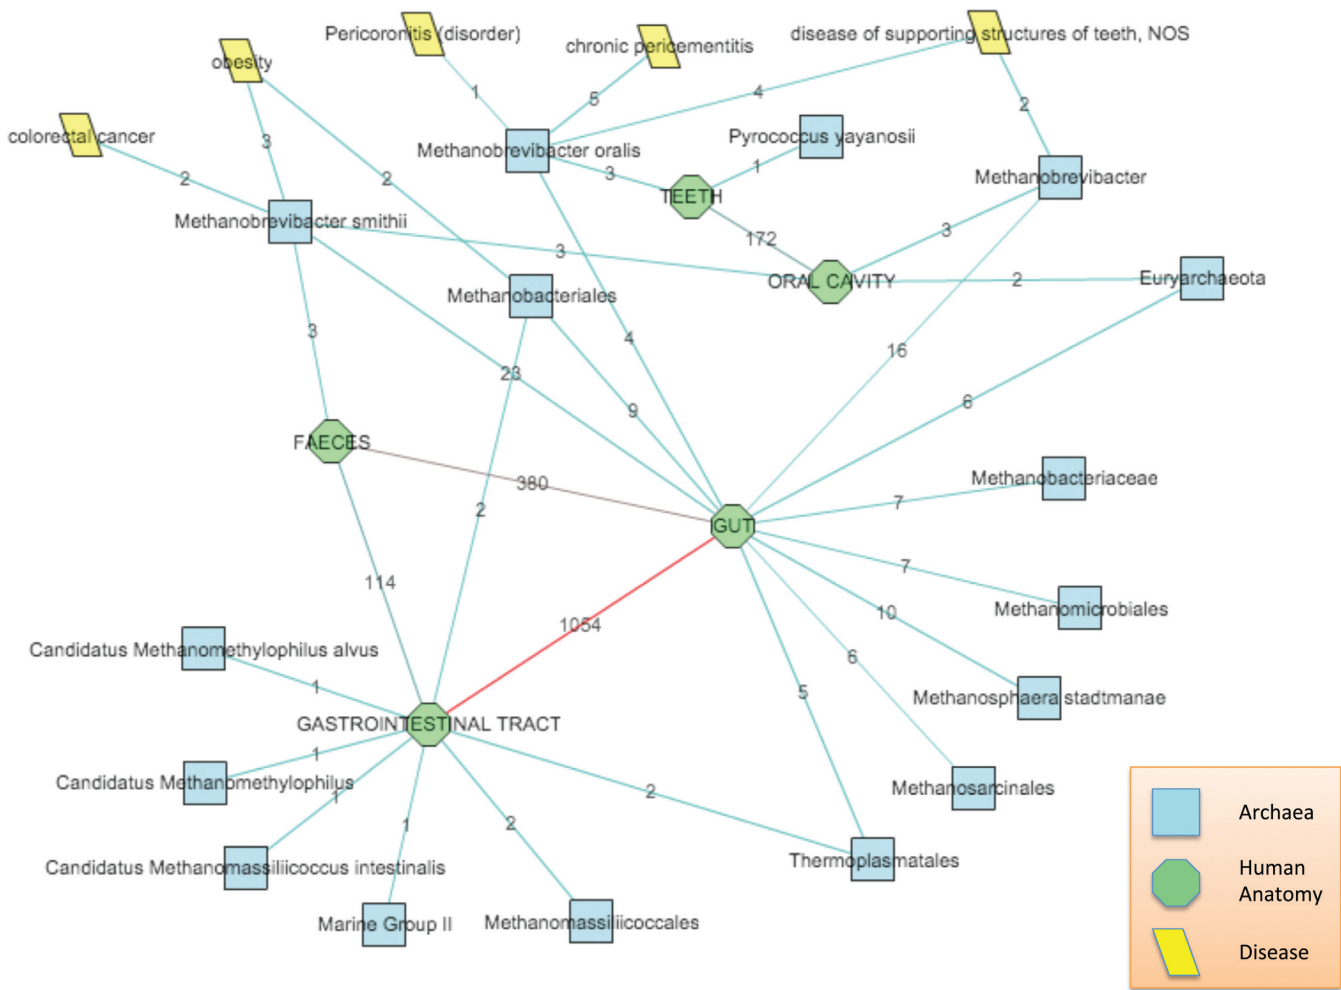 Pericoronitis (disorder)
chronic pericementitis
disease of supporting structures of teeth, NOS
obesity
1
5
4
2
colorectal cancer
3
Pyrococcus yayanosii
Methanobrevibacter oralis
1
2
2
3
Methanobrevibacter
TEETH
Methanobrevibacter smithii
172
3
3
ORAL CAVITY
2
Euryarchaeota
Methanobacteriales
3
4
16
23
9
6
FAECES
380
Methanobacteriaceae
2
7
GUT
7
114
10
Methanomicrobiales
1054
Candidatus Methanomethylophilus alvus
6
1
5
Methanosphaera stadtmanae
GASTROINTESTINAL TRACT
1
Candidatus Methanomethylophilus
1
2
Methanosarcinales
1
2
Thermoplasmatales
Candidatus Methanomassiliicoccus intestinalis
Marine Group II
Methanomassiliicoccales
Archaea
Human
Anatomy
Disease